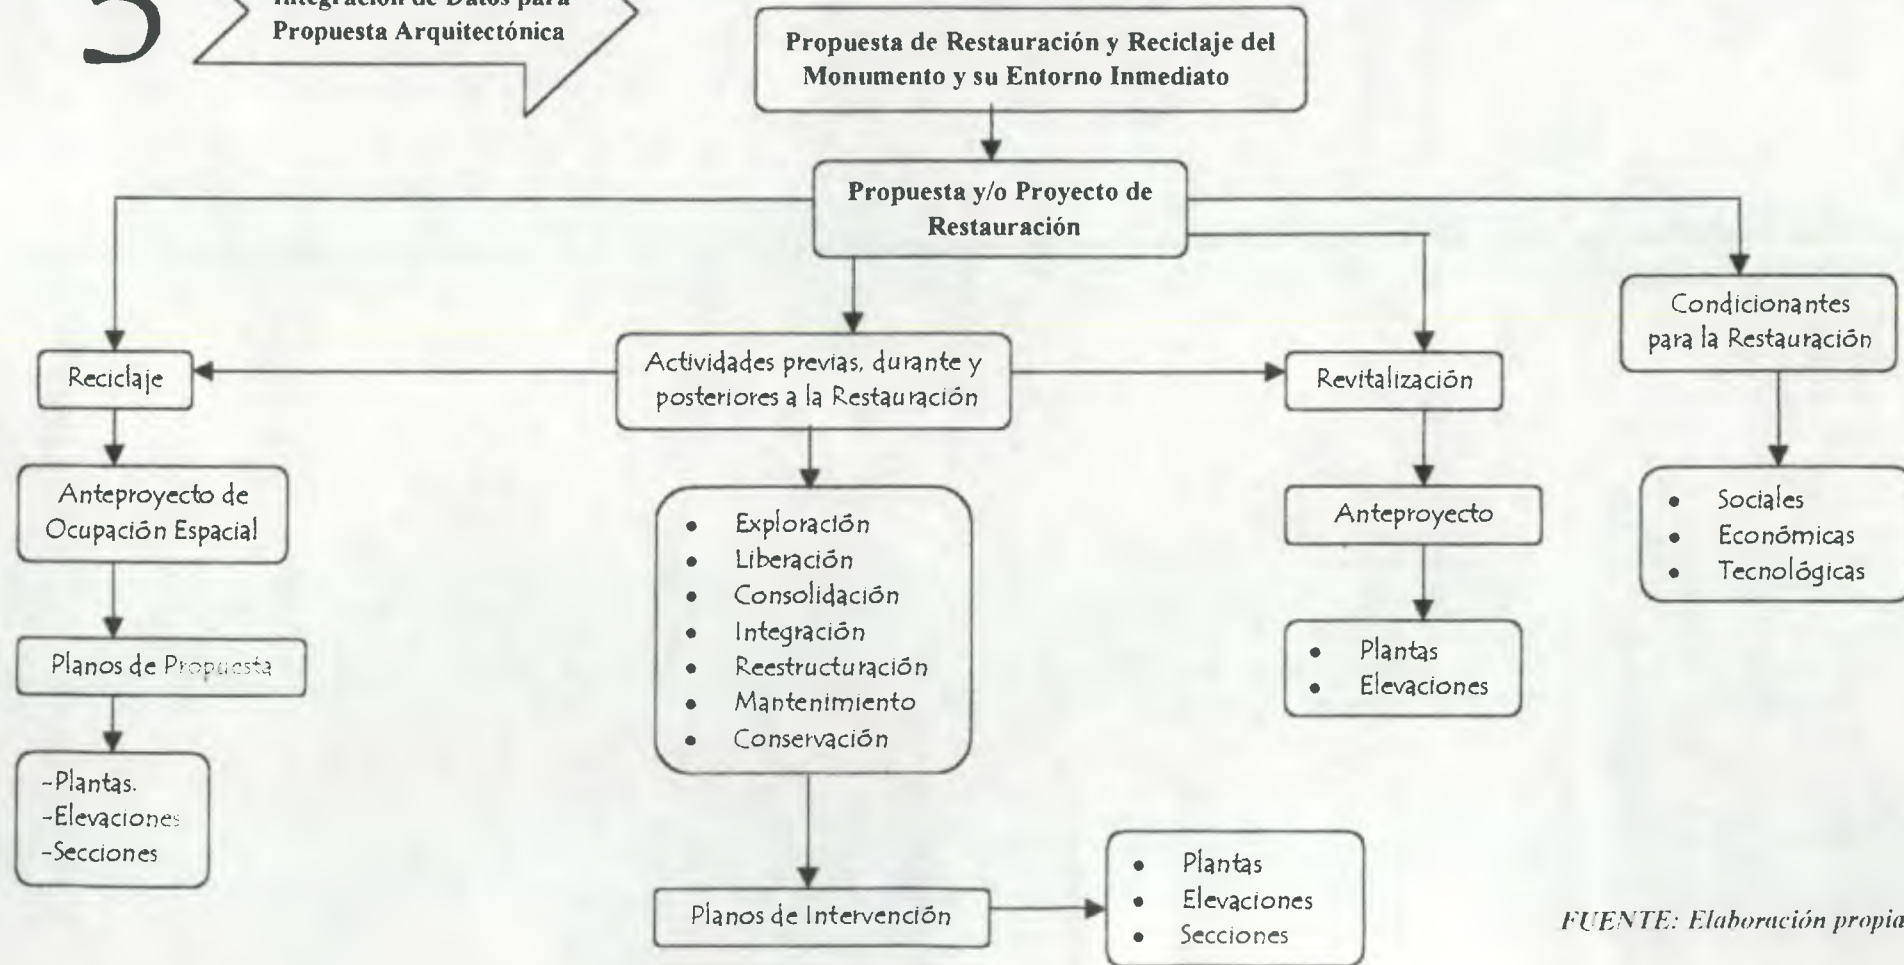 Integración de Datos para
Propuesta Arquitectónica
Propuesta de Restauración y Reciclaje del
Monumento y su Entorno Inmediato
Propuesta y/o Proyecto de
Restauración
Condicionantes
para la Restauración
Reciclaje
Actividades previas, durante y
posteriores a la Restauración
Revitalización
Anteproyecto de
Ocupación Espacial
• Exploración
• Liberación
• Consolidación
• Integración
• Reestructuración
• Mantenimiento
• Conservación
Anteproyecto
• Sociales
• Económicas
• Tecnológicas
Planos de Propuesta
• Plantas
• Elevaciones
-Plantas.
-Elevaciones
-Secciones
Planos de Intervención
• Plantas
• Elevaciones
• Secciones
FUENTE: Elaboración propia